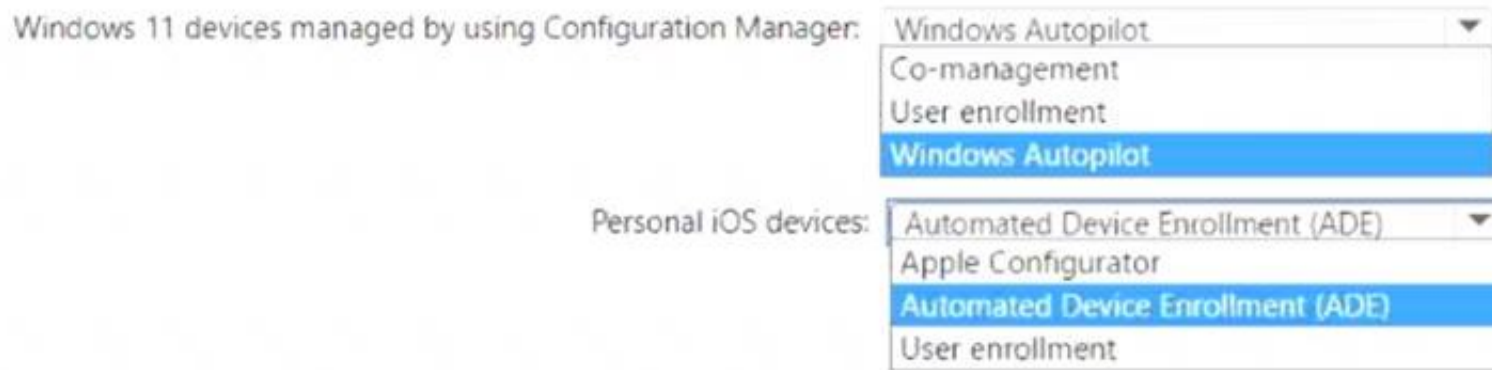 Windows 11 devices managed by using Configuration Manager: Windows Autopilot
Co-management
User enrollment
Windows Autopilot
Personal iOS devices: Automated Device Enrollment (ADE)
Apple Configurator
Automated Device Enrollment (ADE)
User enrollment